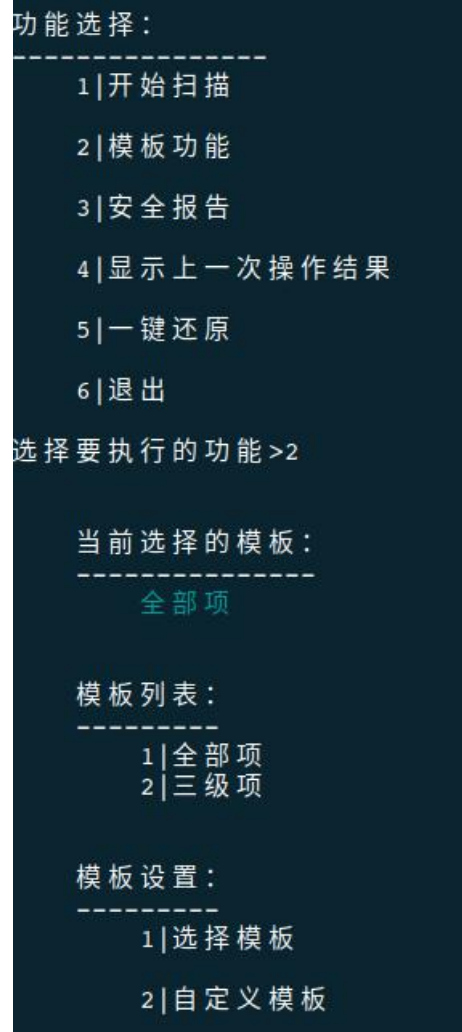 功能选择：
----------------
1|开始扫描
2|模板功能
3|安全报告
4|显示上一次操作结果
5|一键还原
6|退出
选择要执行的功能>2
当前选择的模板：
---------------
全部项
模板列表：
---------
1|全部项
2|三级项
模板设置：
---------
1|选择模板
2|自定义模板